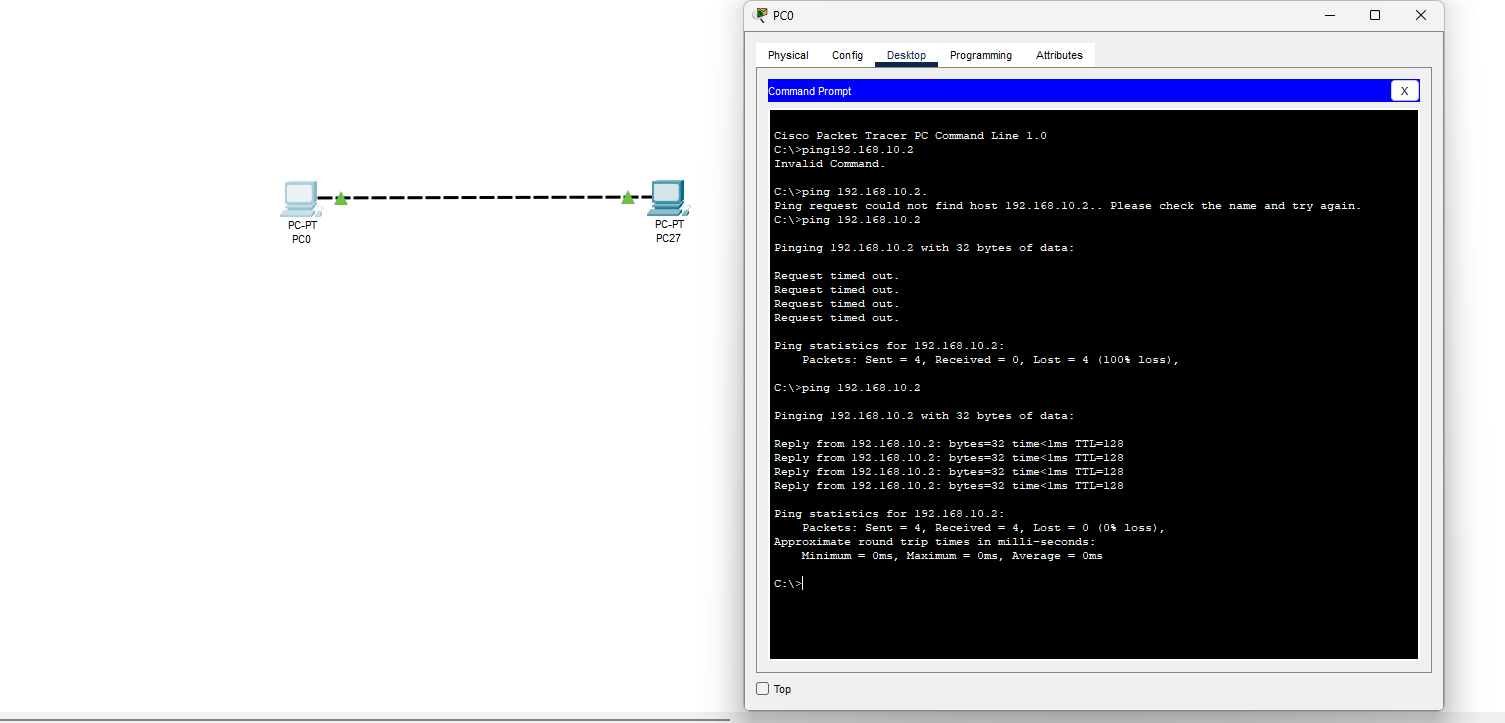 PC-PT
PC0
PC-PT
PC27
PC0
Physical Config Desktop Programming Attributes
Command Prompt X
Cisco Packet Tracer PC Command Line 1.0
C:\>ping192.168.10.2
Invalid Command.
C:\>ping 192.168.10.2.
Ping request could not find host 192.168.10.2.. Please check the name and try again.
C:\>ping 192.168.10.2
Pinging 192.168.10.2 with 32 bytes of data:
Request timed out.
Request timed out.
Request timed out.
Request timed out.
Ping statistics for 192.168.10.2:
    Packets: Sent = 4, Received = 0, Lost = 4 (100% loss),
C:\>ping 192.168.10.2
Pinging 192.168.10.2 with 32 bytes of data:
Reply from 192.168.10.2: bytes=32 time<1ms TTL=128
Reply from 192.168.10.2: bytes=32 time<1ms TTL=128
Reply from 192.168.10.2: bytes=32 time<1ms TTL=128
Reply from 192.168.10.2: bytes=32 time<1ms TTL=128
Ping statistics for 192.168.10.2:
    Packets: Sent = 4, Received = 4, Lost = 0 (0% loss),
Approximate round trip times in milli-seconds:
    Minimum = 0ms, Maximum = 0ms, Average = 0ms
C:\>
Top